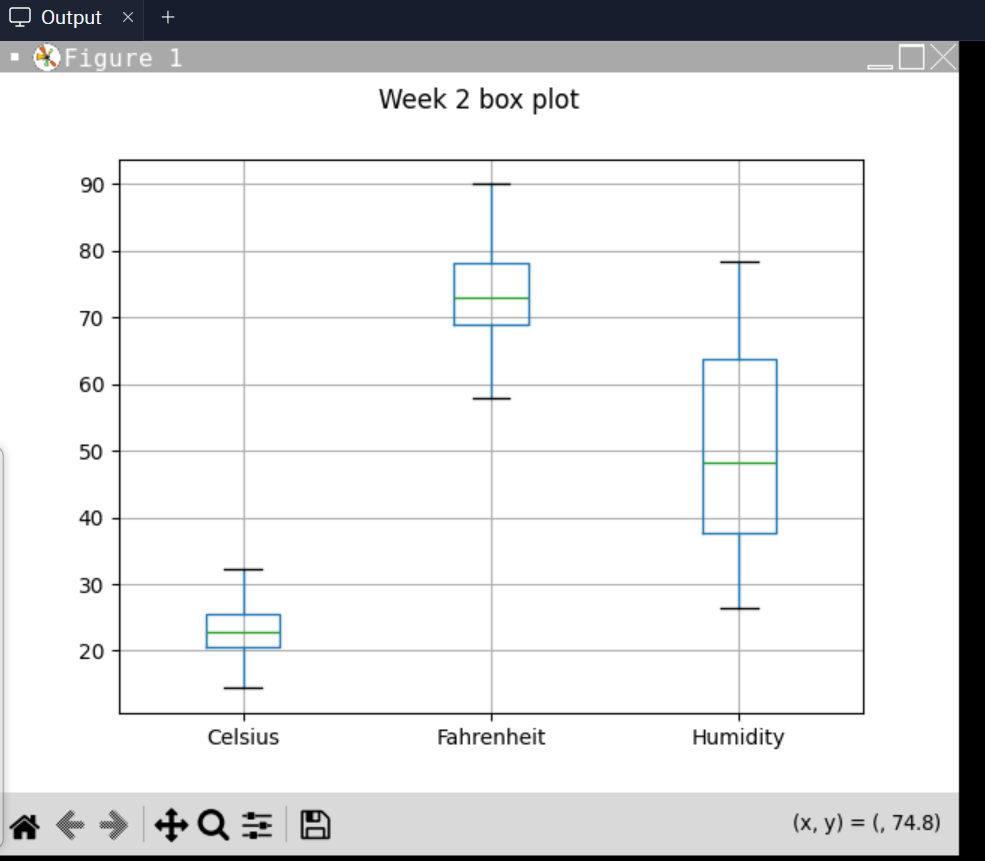 Output × +
Figure 1
Week 2 box plot
90
80
70
60
50
40
30
20
Celsius Fahrenheit Humidity
(x, y) = (, 74.8)